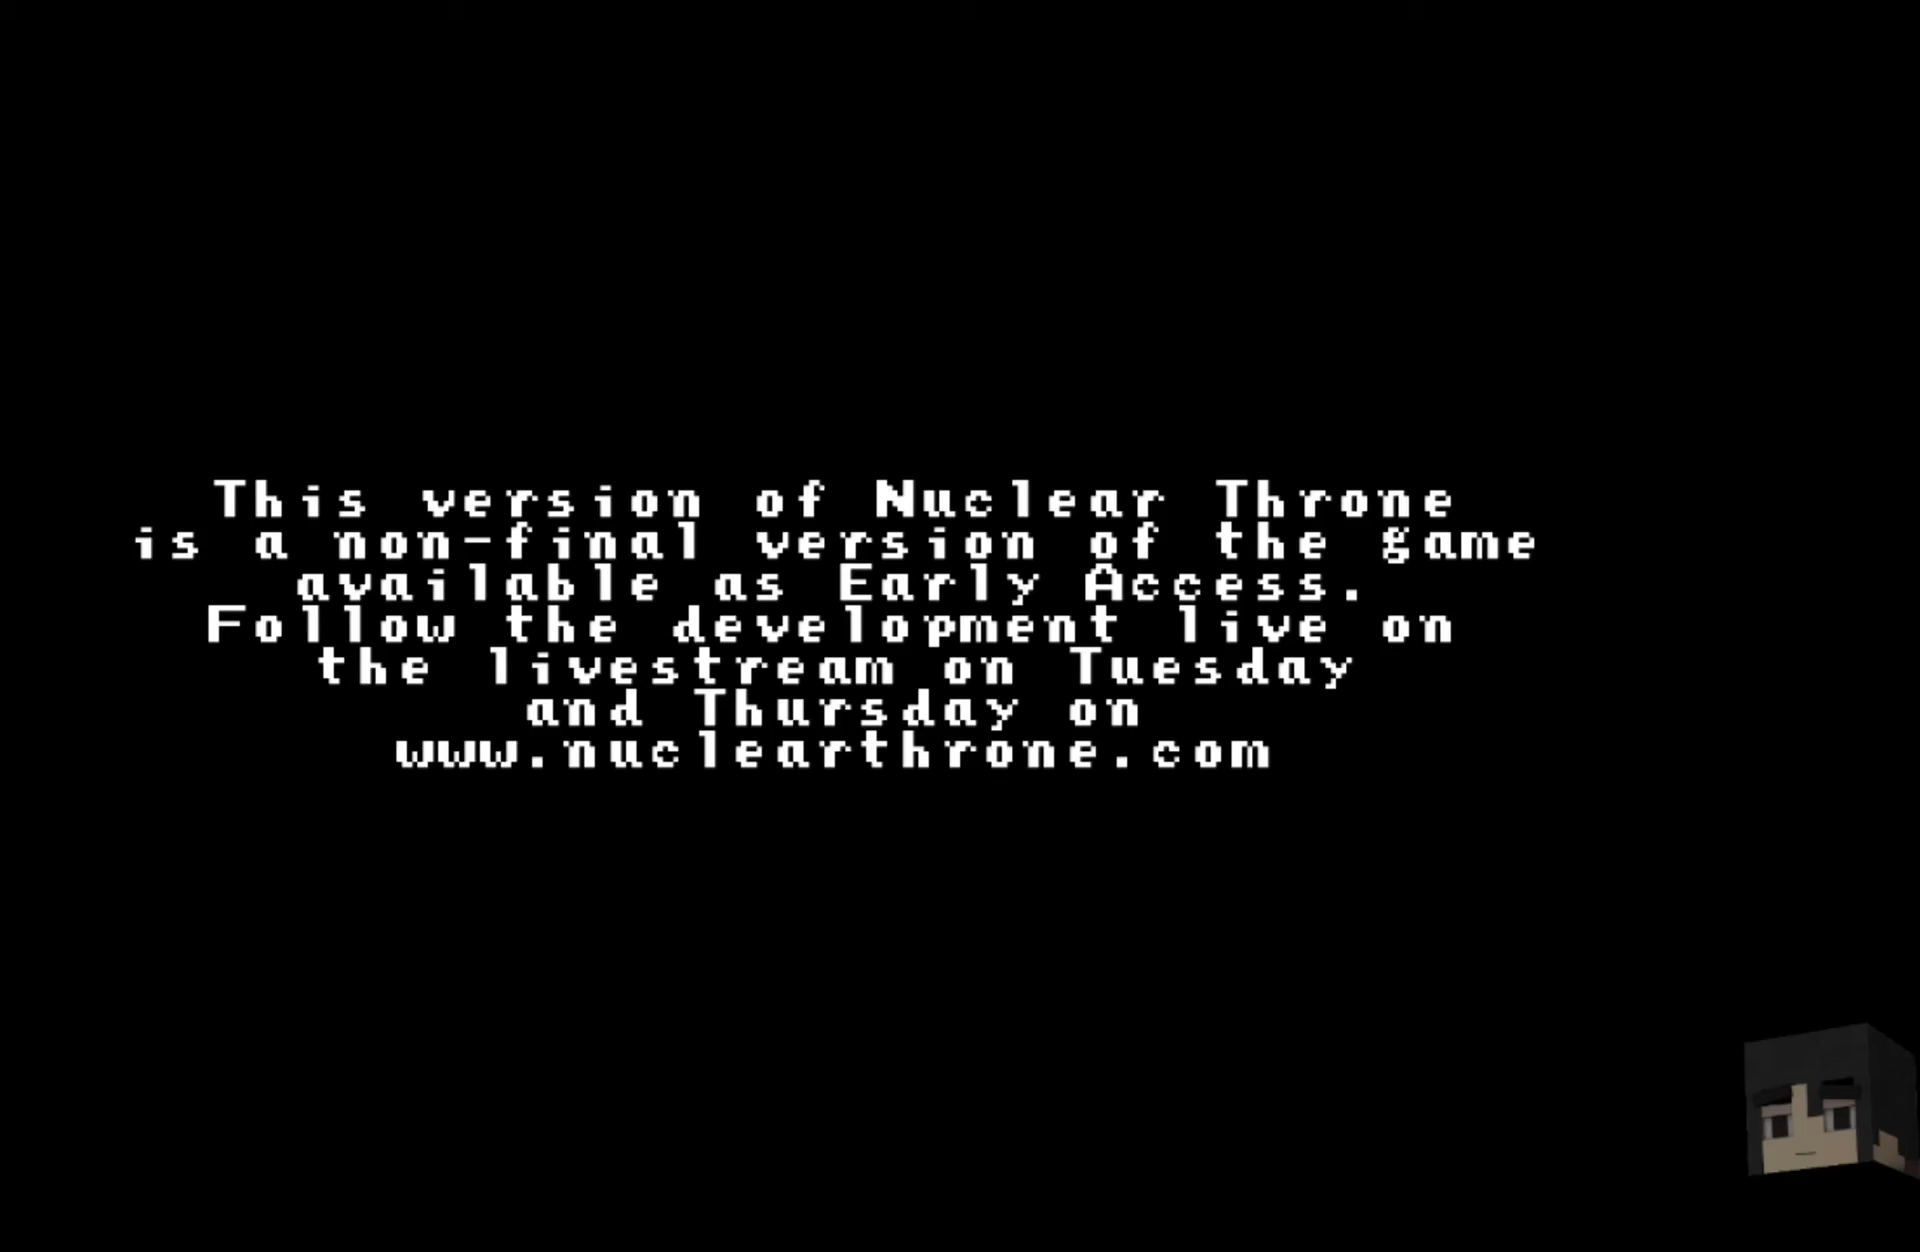 This version of Nuclear Throne
is a non-final version of the game
available as Early Access.
Follow the development live on
the livestream on Tuesday
and Thursday on
www.nuclearthrone.com